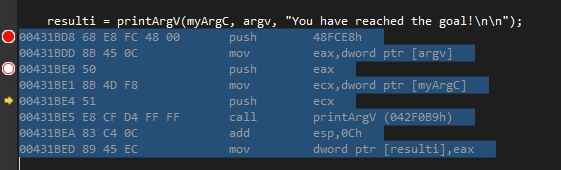 resulti = printArgV(myArgC, argv, "You have reached the goal!\n\n");
00431BD8 68 E8 FC 48 00 push 48FCE8h
00431BDD 8B 45 0C mov eax,dword ptr [argv]
00431BE0 50 push eax
00431BE1 8B 4D F8 mov ecx,dword ptr [myArgC]
00431BE4 51 push ecx
00431BE5 E8 CF D4 FF FF call printArgV (042F0B9h)
00431BEA 83 C4 0C add esp,0Ch
00431BED 89 45 EC mov dword ptr [resulti],eax